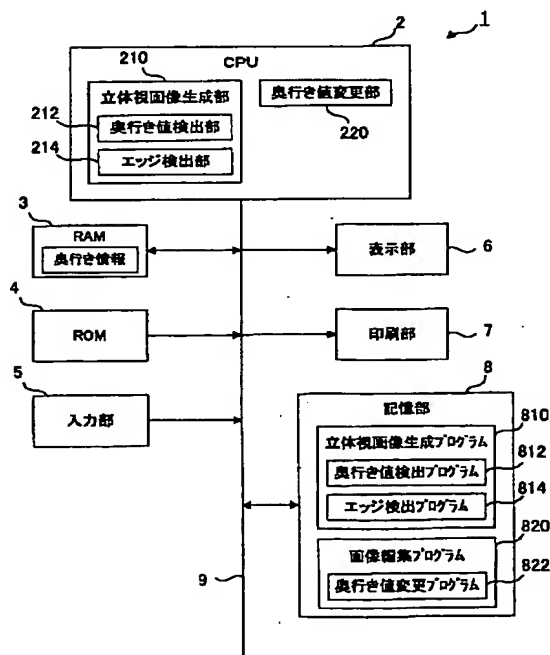 1
2
CPU
210
立体視画像生成部
212
奥行き値検出部
214
エッジ検出部
奥行き値変更部
220
3
RAM
奥行き情報
表示部
6
4
ROM
印刷部
7
5
入力部
8
記憶部
810
立体視画像生成プログラム
812
奥行き値検出プログラム
814
エッジ検出プログラム
820
画像編集プログラム
822
奥行き値変更プログラム
9